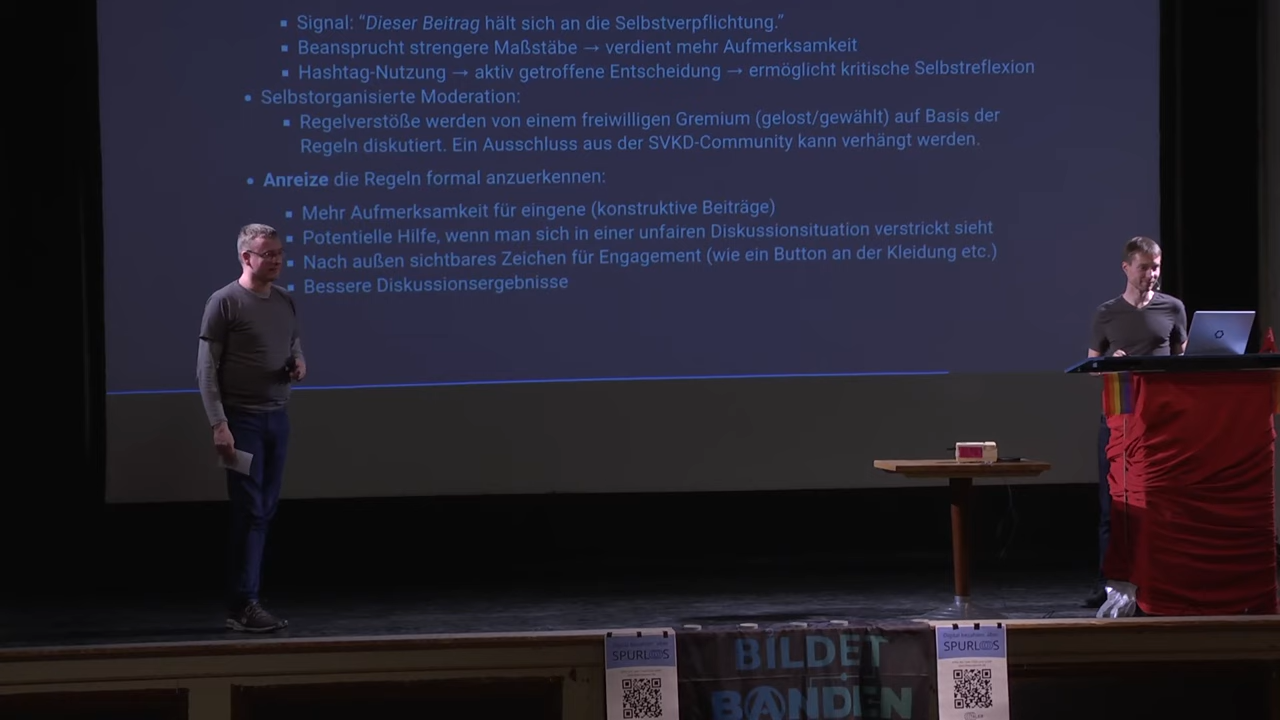 Signal: “Dieser Beitrag hält sich an die Selbstverpflichtung.”
Beansprucht strengere Maßstäbe → verdient mehr Aufmerksamkeit
Hashtag-Nutzung → aktiv getroffene Entscheidung → ermöglicht kritische Selbstreflexion
Selbstorganisierte Moderation:
Regelverstöße werden von einem freiwilligen Gremium (gelost/gewählt) auf Basis der
Regeln diskutiert. Ein Ausschluss aus der SVKD-Community kann verhängt werden.
Anreize die Regeln formal anzuerkennen:
Mehr Aufmerksamkeit für eingene (konstruktive Beiträge)
Potentielle Hilfe, wenn man sich in einer unfairen Diskussionsituation verstrickt sieht
Nach außen sichtbares Zeichen für Engagement (wie ein Button an der Kleidung etc.)
Bessere Diskussionsergebnisse
SPURLOS
BILDET
BANDEN
SPURLOS